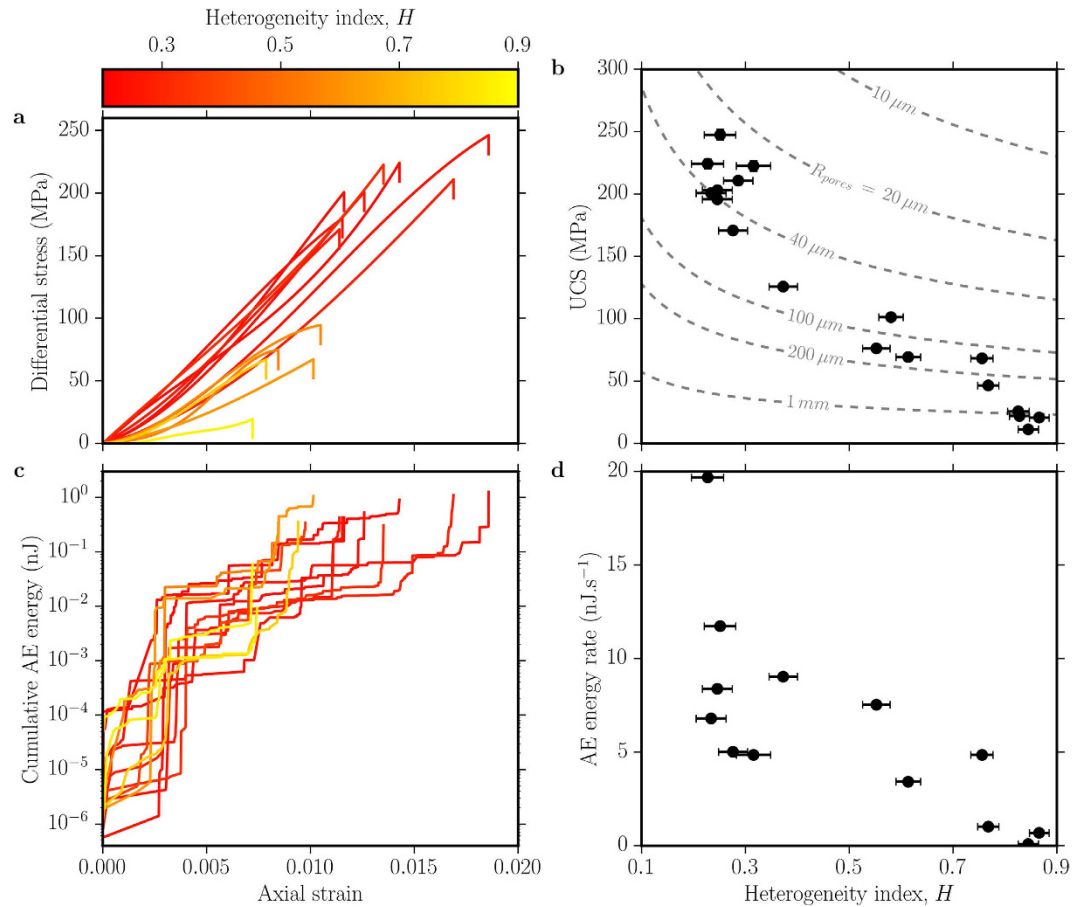 Heterogeneity index, H
0.3 0.5 0.7 0.9
a
250
200
150
100
50
0
Differential stress (MPa)
b
300
250
200
150
100
50
0
UCS (MPa)
10 μm
R_pores = 20 μm
40 μm
100 μm
200 μm
1 mm
c
10⁰
10⁻¹
10⁻²
10⁻³
10⁻⁴
10⁻⁵
10⁻⁶
Cumulative AE energy (nJ)
0.000 0.005 0.010 0.015 0.020
Axial strain
d
20
15
10
5
0
AE energy rate (nJ.s⁻¹)
0.1 0.3 0.5 0.7 0.9
Heterogeneity index, H